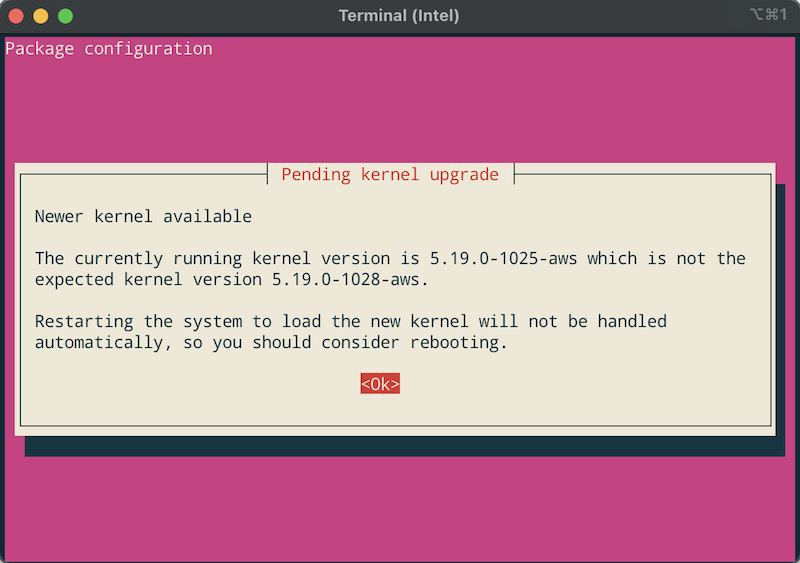 Terminal (Intel)
⌥⌘1
Package configuration
Pending kernel upgrade
Newer kernel available
The currently running kernel version is 5.19.0-1025-aws which is not the
expected kernel version 5.19.0-1028-aws.
Restarting the system to load the new kernel will not be handled
automatically, so you should consider rebooting.
<Ok>